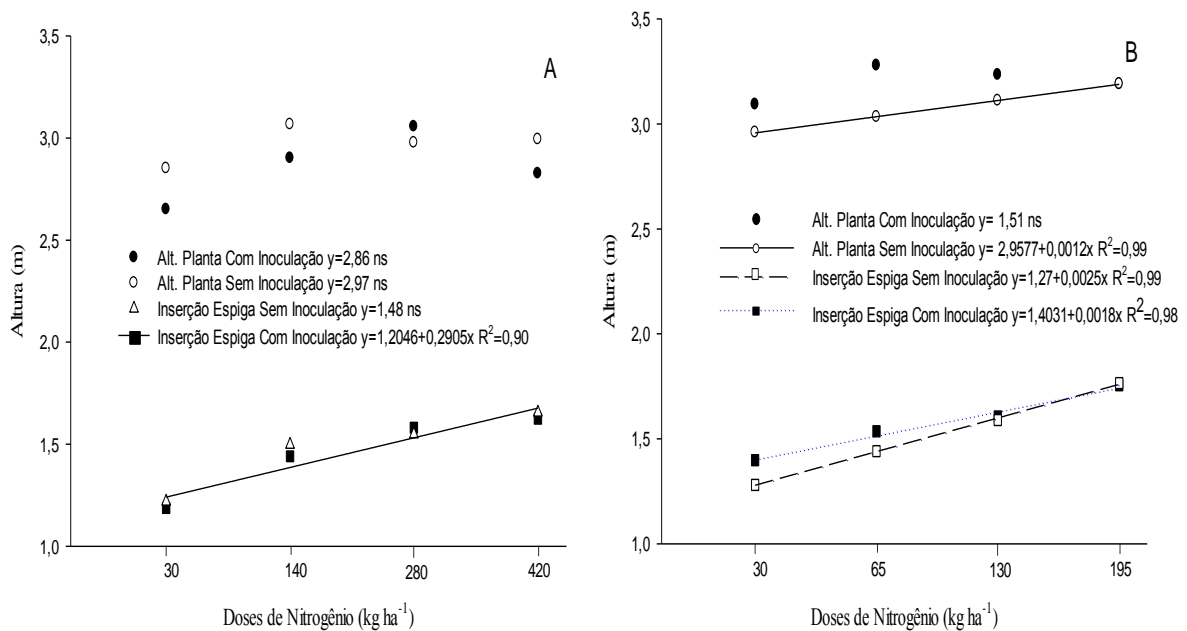 A
3,5
3,0
2,5
2,0
1,5
1,0
Altura (m)
Alt. Planta Com Inoculação y=2,86 ns
Alt. Planta Sem Inoculação y=2,97 ns
Inserção Espiga Sem Inoculação y=1,48 ns
Inserção Espiga Com Inoculação y=1,2046+0,2905x R²=0,90
30 140 280 420
Doses de Nitrogênio (kg ha⁻¹)
B
3,5
3,0
2,5
2,0
1,5
1,0
Altura (m)
Alt. Planta Com Inoculação y= 1,51 ns
Alt. Planta Sem Inoculação y= 2,9577+0,0012x R²=0,99
Inserção Espiga Sem Inoculação y=1,27+0,0025x R²=0,99
Inserção Espiga Com Inoculação y=1,4031+0,0018x R²=0,98
30 65 130 195
Doses de Nitrogênio (kg ha⁻¹)